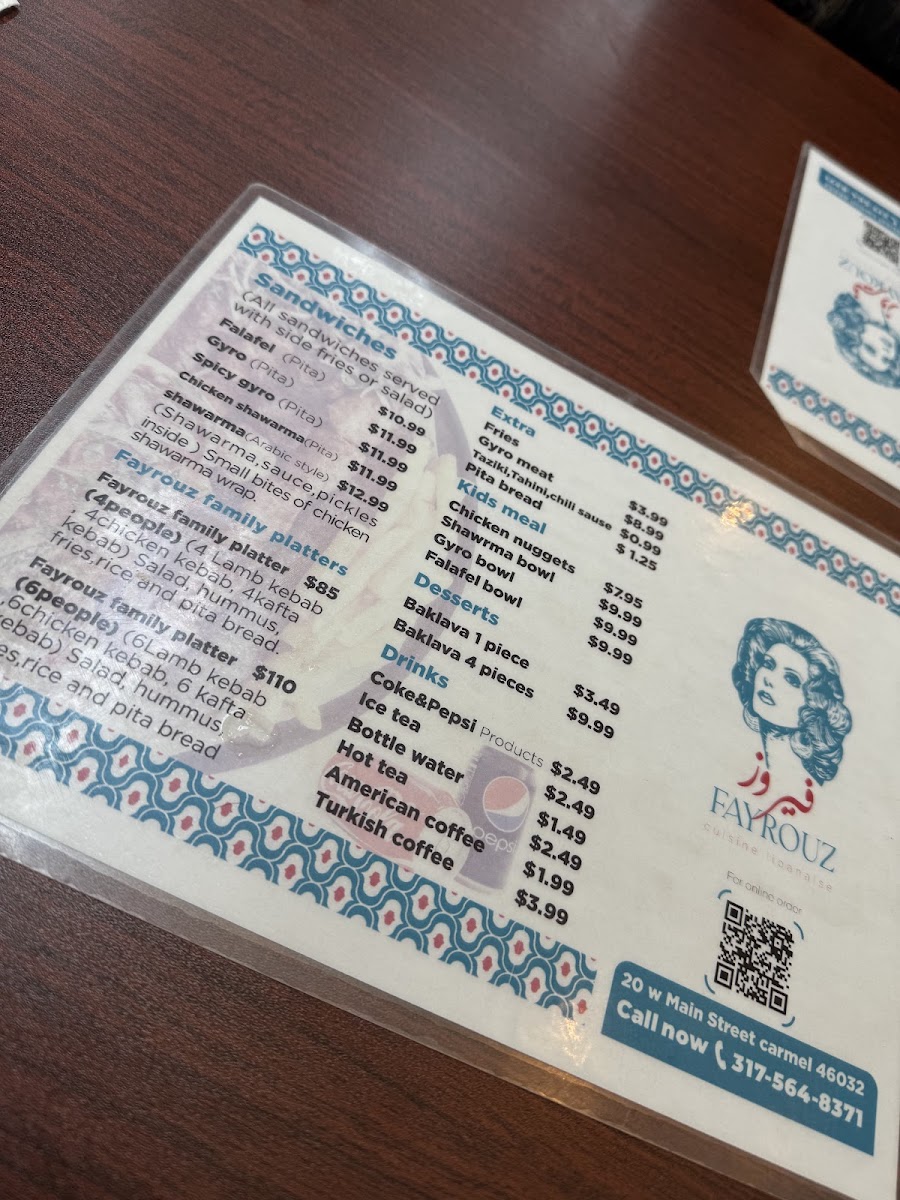 Sandwiches
(All sandwiches served
with side fries or salad)
Falafel (Pita) $10.99
Gyro (Pita) $11.99
Spicy gyro (Pita) $11.99
Chicken shawarma(Pita) $11.99
shawarma(Arabic style) $12.99
(Shawarma,sauce,pickles
inside ) Small bites of chicken
shawarma wrap.
Fayrouz family platters
Fayrouz family platter $85
(4people) (4 Lamb kebab
, 4chicken kebab, 4kafta
kebab) Salad, hummus,
fries,rice and pita bread.
Fayrouz family platter $110
(6people) (6Lamb kebab
,6chicken kebab, 6 kafta
kebab) Salad, hummus
es,rice and pita bread
Extra
Fries $3.99
Gyro meat $8.99
Taziki,Tahini,chili sause $0.99
Pita bread $1.25
Kids meal
Chicken nuggets $7.95
Shawrma bowl $9.99
Gyro bowl $9.99
Falafel bowl $9.99
Desserts
Baklava 1 piece $3.49
Baklava 4 pieces $9.99
Drinks
Coke&Pepsi Products $2.49
Ice tea $2.49
Bottle water $1.49
Hot tea $2.49
American coffee $1.99
Turkish coffee $3.99
pepsi
فيروز
FAYROUZ
cuisine libanaise
For online order
20 w Main Street carmel 46032
Call now 317-564-8371